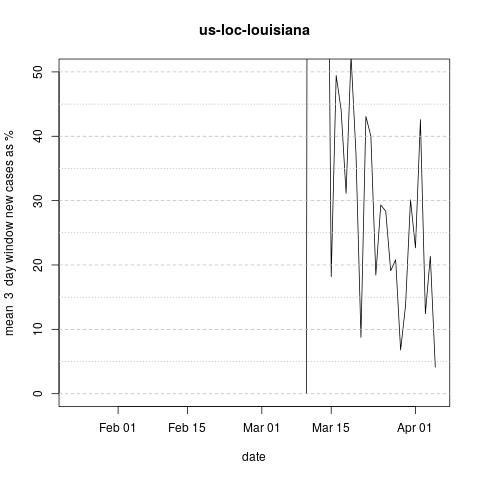 us-loc-louisiana
mean 3 day window new cases as %
50
40
30
20
10
0
Feb 01 Feb 15 Mar 01 Mar 15 Apr 01
date